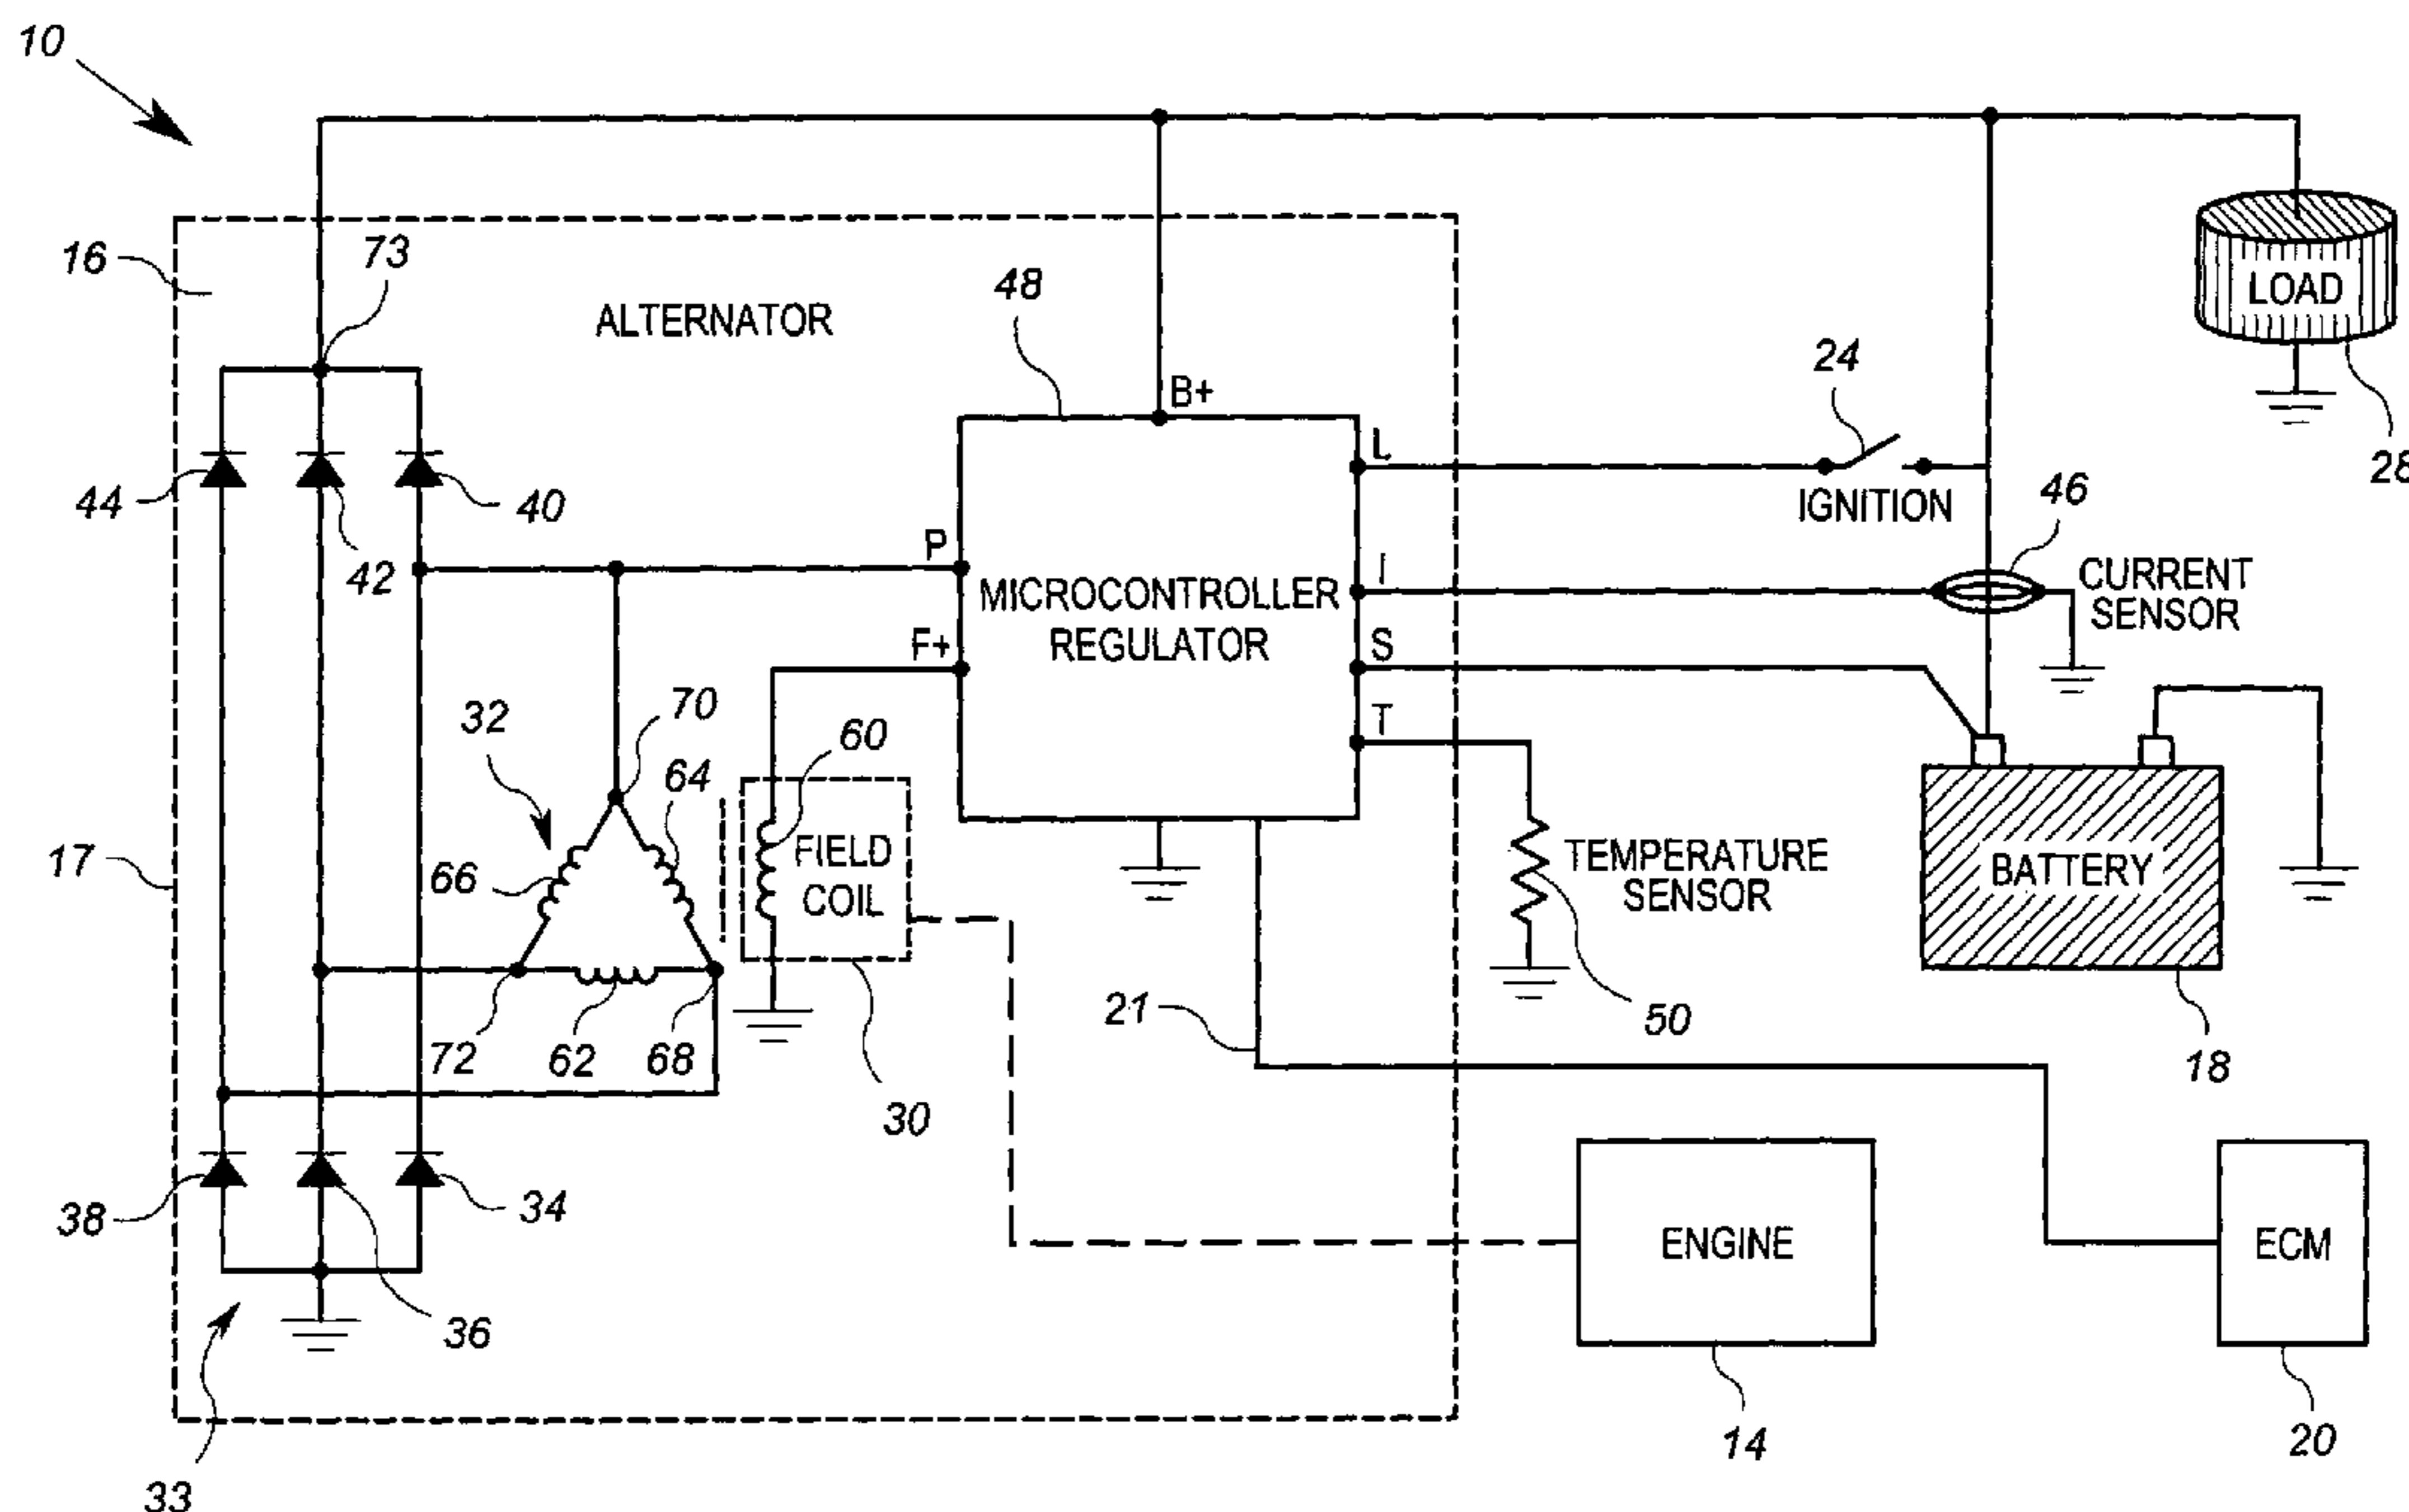 10
16
73
ALTERNATOR
48
B+
LOAD
28
24
L
IGNITION
44
42
40
P
I
46
CURRENT
SENSOR
MICROCONTROLLER
REGULATOR
F+
S
T
32
70
64
60
FIELD
COIL
17
66
TEMPERATURE
SENSOR
BATTERY
72
62
68
21
50
18
30
38
34
36
33
ENGINE
14
ECM
20